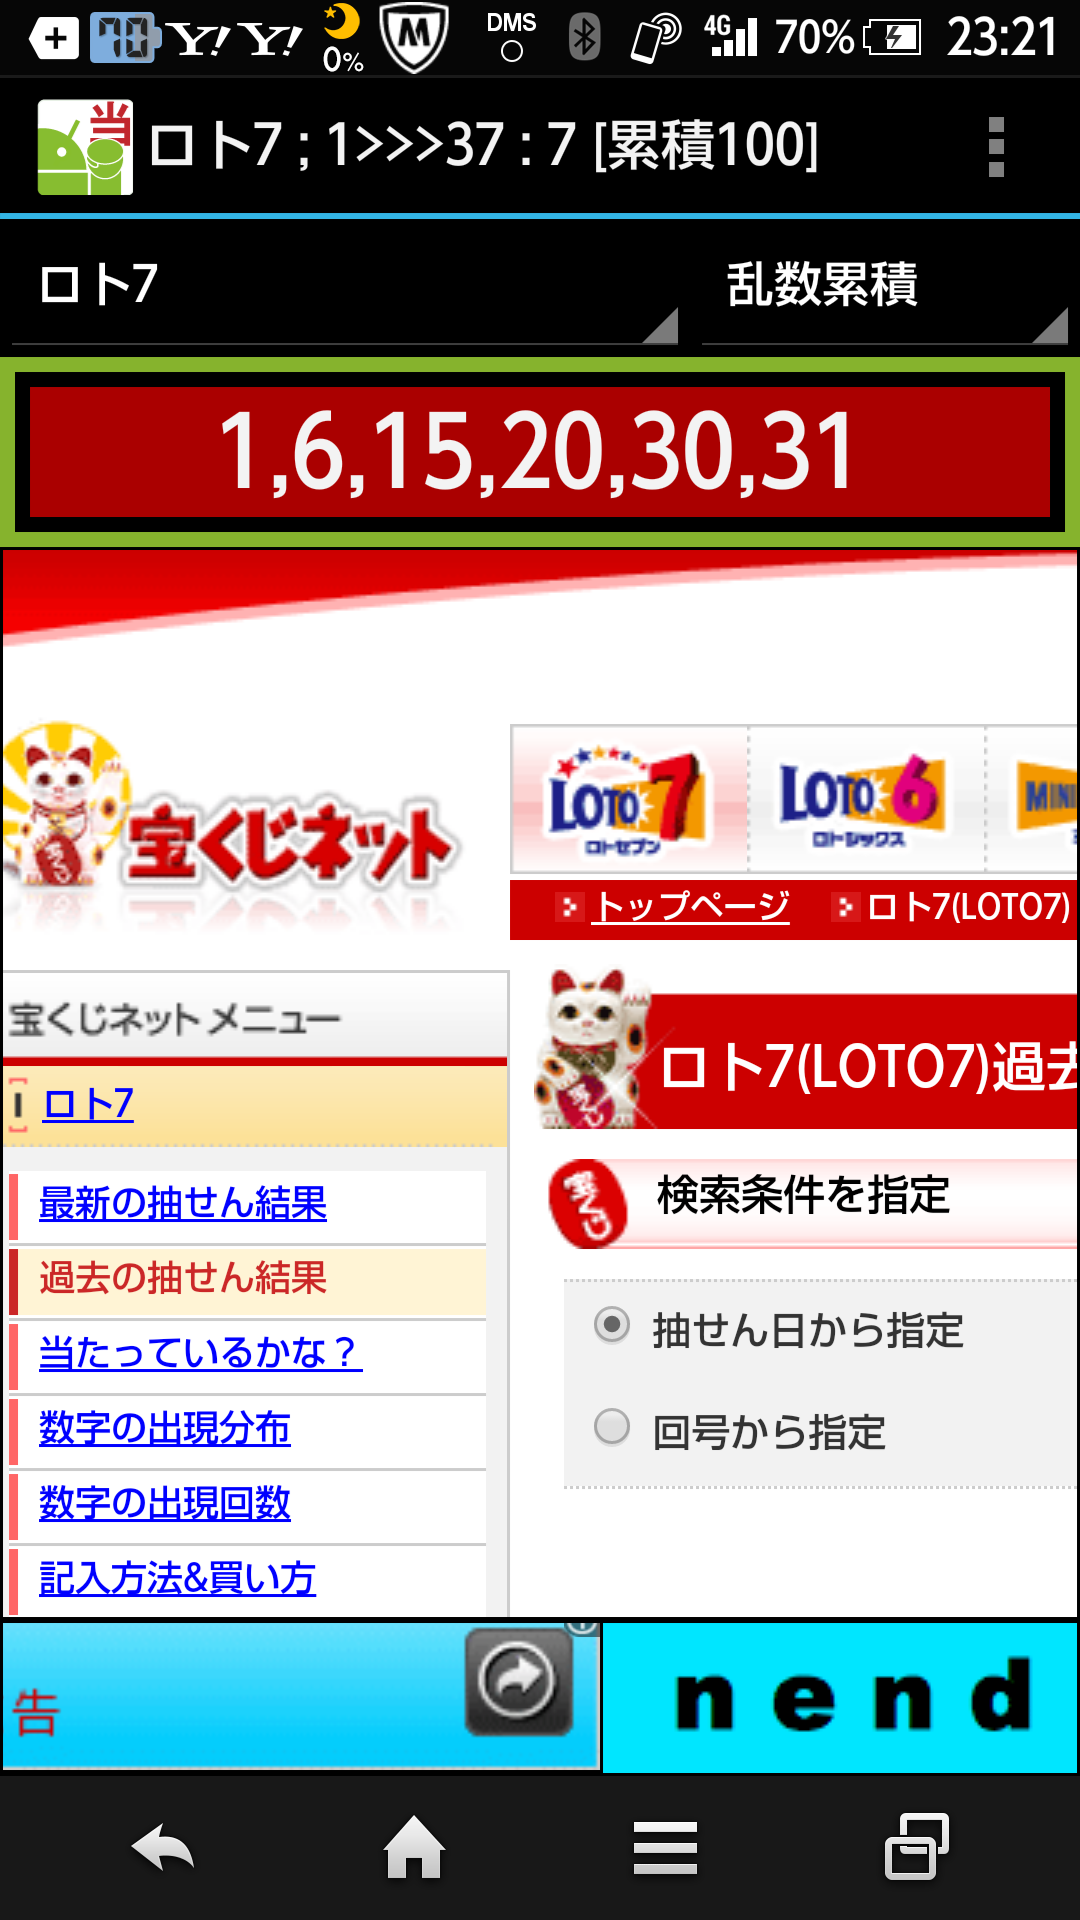 70 Y! Y! 0% M DMS 4G 70% 23:21
当 ロト7 ; 1>>>37 : 7 [累積100]
ロト7 乱数累積
1,6,15,20,30,31
宝くじネット
LOTO 7 ロトセブン
LOTO 6 ロトシックス
MINI
トップページ ロト7(LOTO7)
宝くじネット メニュー
ロト7
最新の抽せん結果
過去の抽せん結果
当たっているかな？
数字の出現分布
数字の出現回数
記入方法&買い方
ロト7(LOTO7)過去
宝くじ 検索条件を指定
抽せん日から指定
回号から指定
告
nend